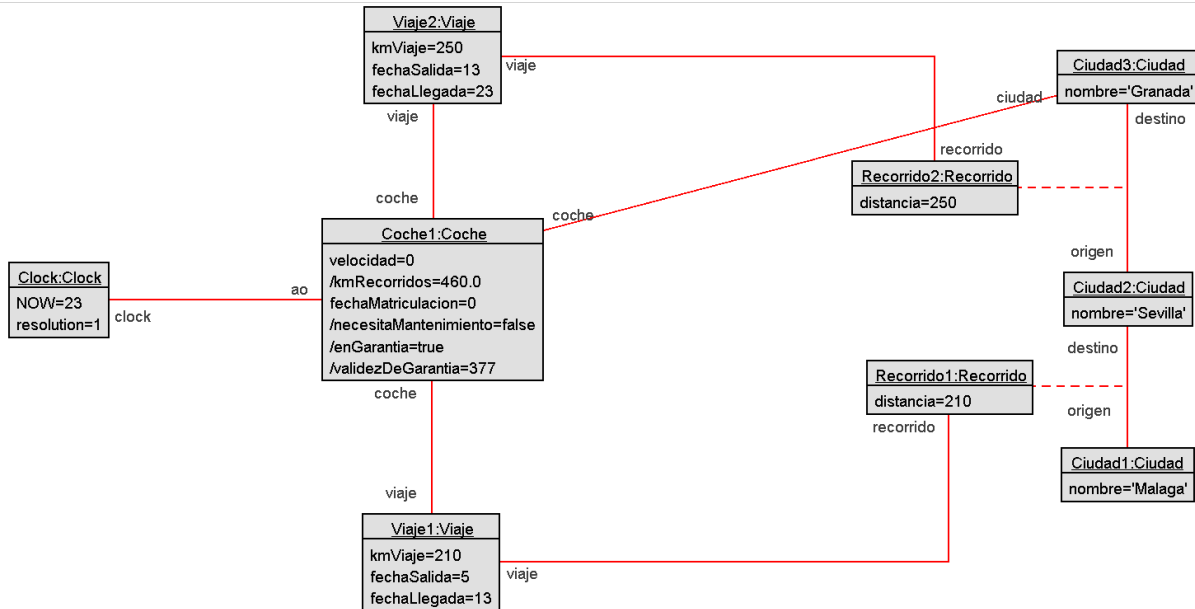 Viaje2:Viaje
kmViaje=250
fechaSalida=13
fechaLlegada=23
viaje
viaje
Ciudad3:Ciudad
nombre='Granada'
ciudad
destino
recorrido
Recorrido2:Recorrido
distancia=250
coche
coche
Coche1:Coche
velocidad=0
/kmRecorridos=460.0
fechaMatriculacion=0
/necesitaMantenimiento=false
/enGarantia=true
/validezDeGarantia=377
Clock:Clock
NOW=23
resolution=1
ao
clock
origen
Ciudad2:Ciudad
nombre='Sevilla'
destino
Recorrido1:Recorrido
distancia=210
origen
coche
recorrido
Ciudad1:Ciudad
nombre='Malaga'
viaje
Viaje1:Viaje
kmViaje=210
fechaSalida=5
fechaLlegada=13
viaje